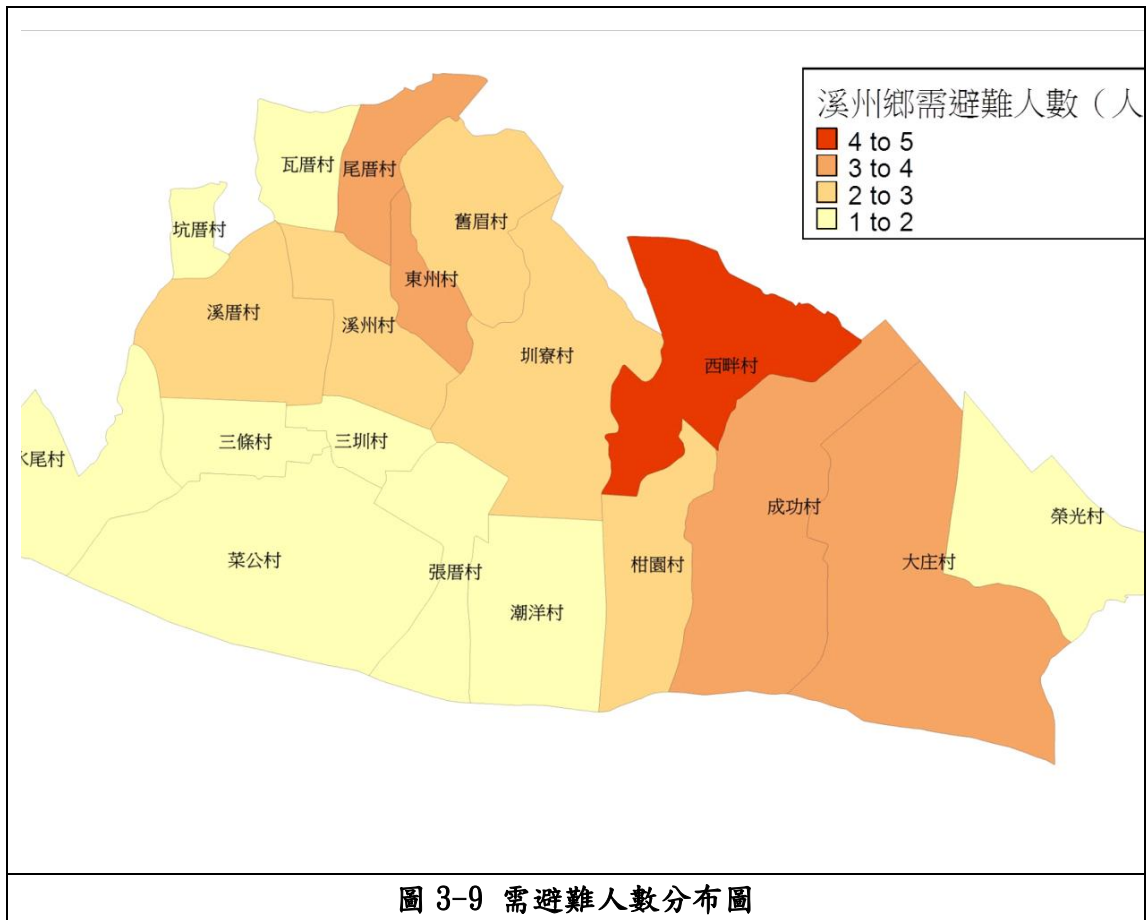 溪州鄉需避難人數（人
4 to 5
3 to 4
2 to 3
1 to 2
瓦厝村
尾厝村
坑厝村
舊眉村
東州村
溪厝村
溪州村
圳寮村
西畔村
三條村
三圳村
水尾村
成功村
榮光村
菜公村
張厝村
柑園村
大庄村
潮洋村
圖 3-9 需避難人數分布圖